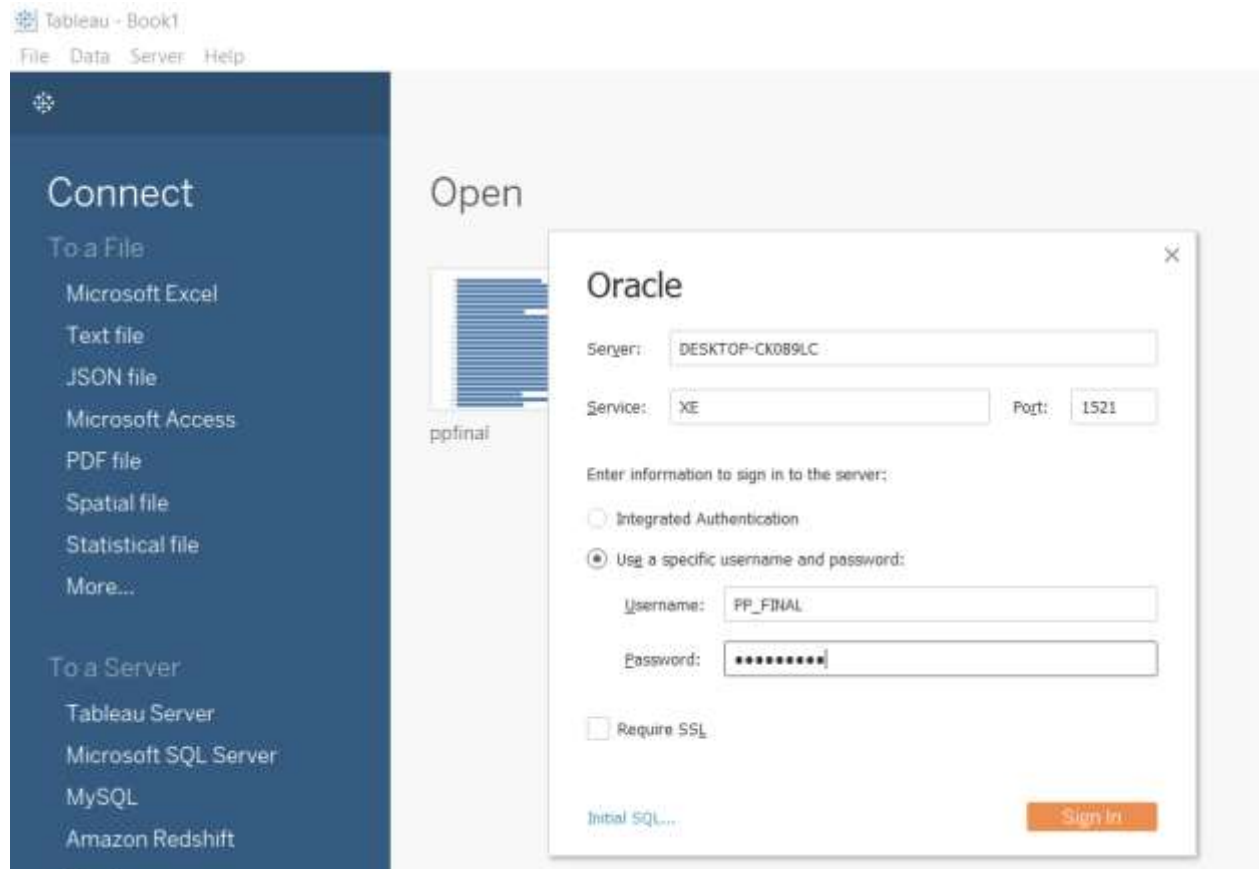 Tableau - Book1
File Data Server Help
Connect
To a File
Microsoft Excel
Text file
JSON file
Microsoft Access
PDF file
Spatial file
Statistical file
More...
To a Server
Tableau Server
Microsoft SQL Server
MySQL
Amazon Redshift
Open
ppfinal
Oracle
Server: DESKTOP-CK0B9LC
Service: XE Port: 1521
Enter information to sign in to the server:
Integrated Authentication
Use a specific username and password:
Username: PP_FINAL
Password: •••••••••
Require SSL
Initial SQL... Sign In